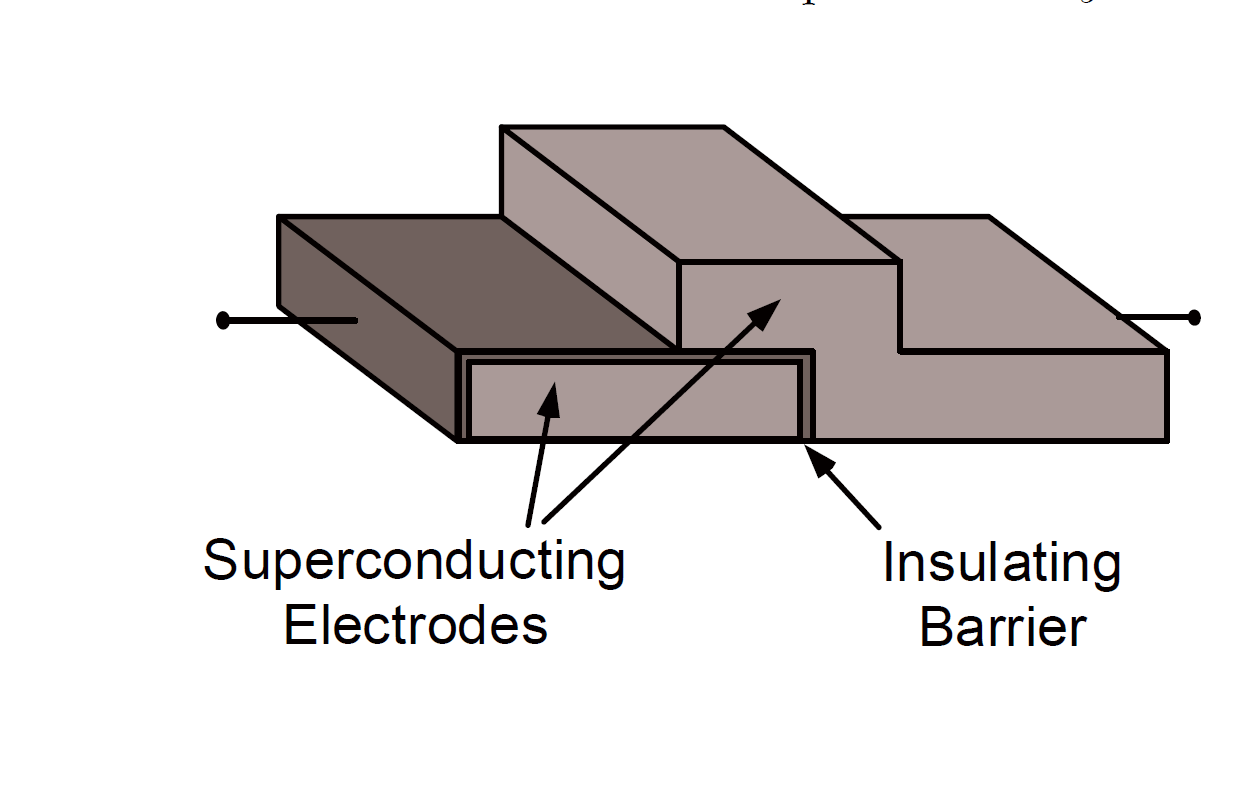 Superconducting
Electrodes
Insulating
Barrier